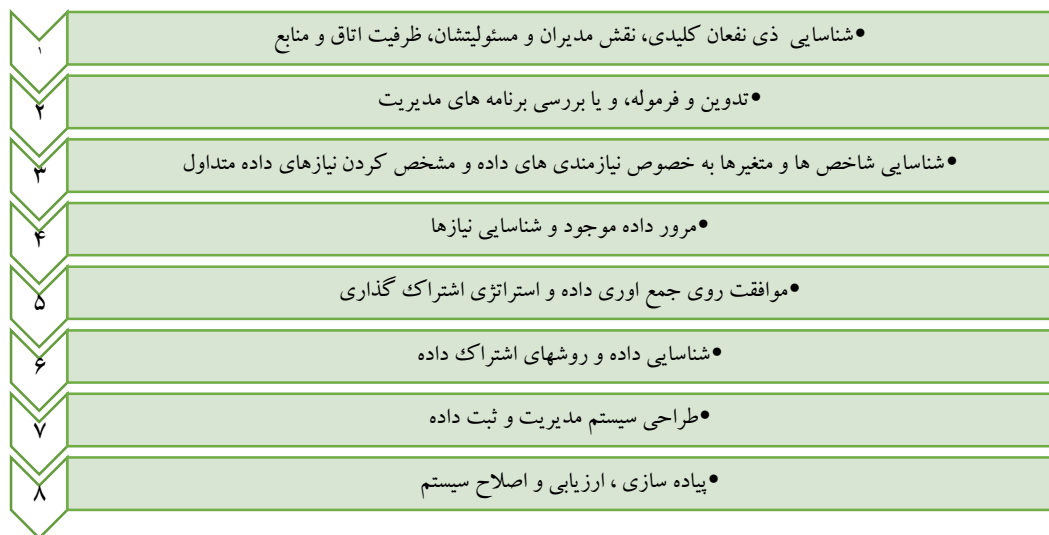 ۱
•شناسایی ذی نفعان کلیدی، نقش مدیران و مسئولیتشان، ظرفیت اتاق و منابع
۲
•تدوین و فرموله، و یا بررسی برنامه های مدیریت
۳
•شناسایی شاخص ها و متغیرها به خصوص نیازمندی های داده و مشخص کردن نیازهای داده متداول
۴
•مرور داده موجود و شناسایی نیازها
۵
•موافقت روی جمع اوری داده و استراتژی اشتراک گذاری
۶
•شناسایی داده و روشهای اشتراک داده
۷
•طراحی سیستم مدیریت و ثبت داده
۸
•پیاده سازی ، ارزیابی و اصلاح سیستم